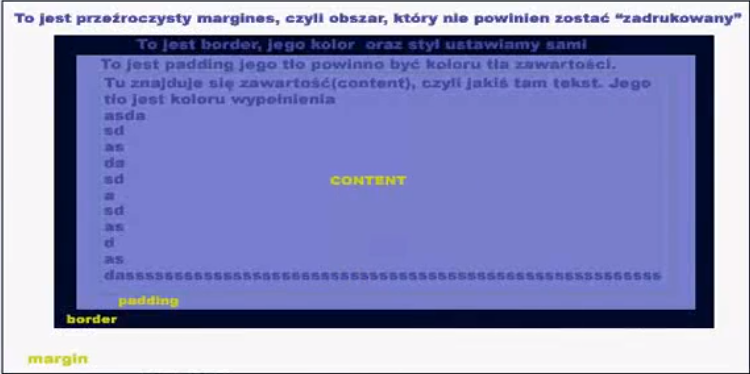 To jest przeźroczysty margines, czyli obszar, który nie powinien zostać “zadrukowany”
To jest border, jego kolor oraz styl ustawiamy sami
To jest padding jego tło powinno być koloru tła zawartości.
Tu znajduje się zawartość(content), czyli jakiś tam tekst. Jego
tło jest koloru wypełnienia
asda
sd
as
da
sd
CONTENT
a
sd
as
d
as
dasssssssssssssssssssssssssssssssssssssssssssssssssssss
padding
border
margin